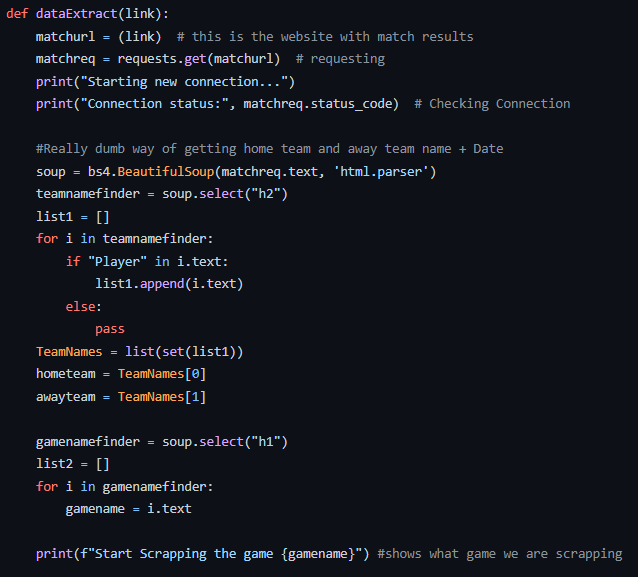 def dataExtract(link):
    matchurl = (link)  # this is the website with match results
    matchreq = requests.get(matchurl)  # requesting
    print("Starting new connection...")
    print("Connection status:", matchreq.status_code)  # Checking Connection

    #Really dumb way of getting home team and away team name + Date
    soup = bs4.BeautifulSoup(matchreq.text, 'html.parser')
    teamnamefinder = soup.select("h2")
    list1 = []
    for i in teamnamefinder:
        if "Player" in i.text:
            list1.append(i.text)
        else:
            pass
    TeamNames = list(set(list1))
    hometeam = TeamNames[0]
    awayteam = TeamNames[1]

    gamenamefinder = soup.select("h1")
    list2 = []
    for i in gamenamefinder:
        gamename = i.text

    print(f"Start Scrapping the game {gamename}") #shows what game we are scrapping